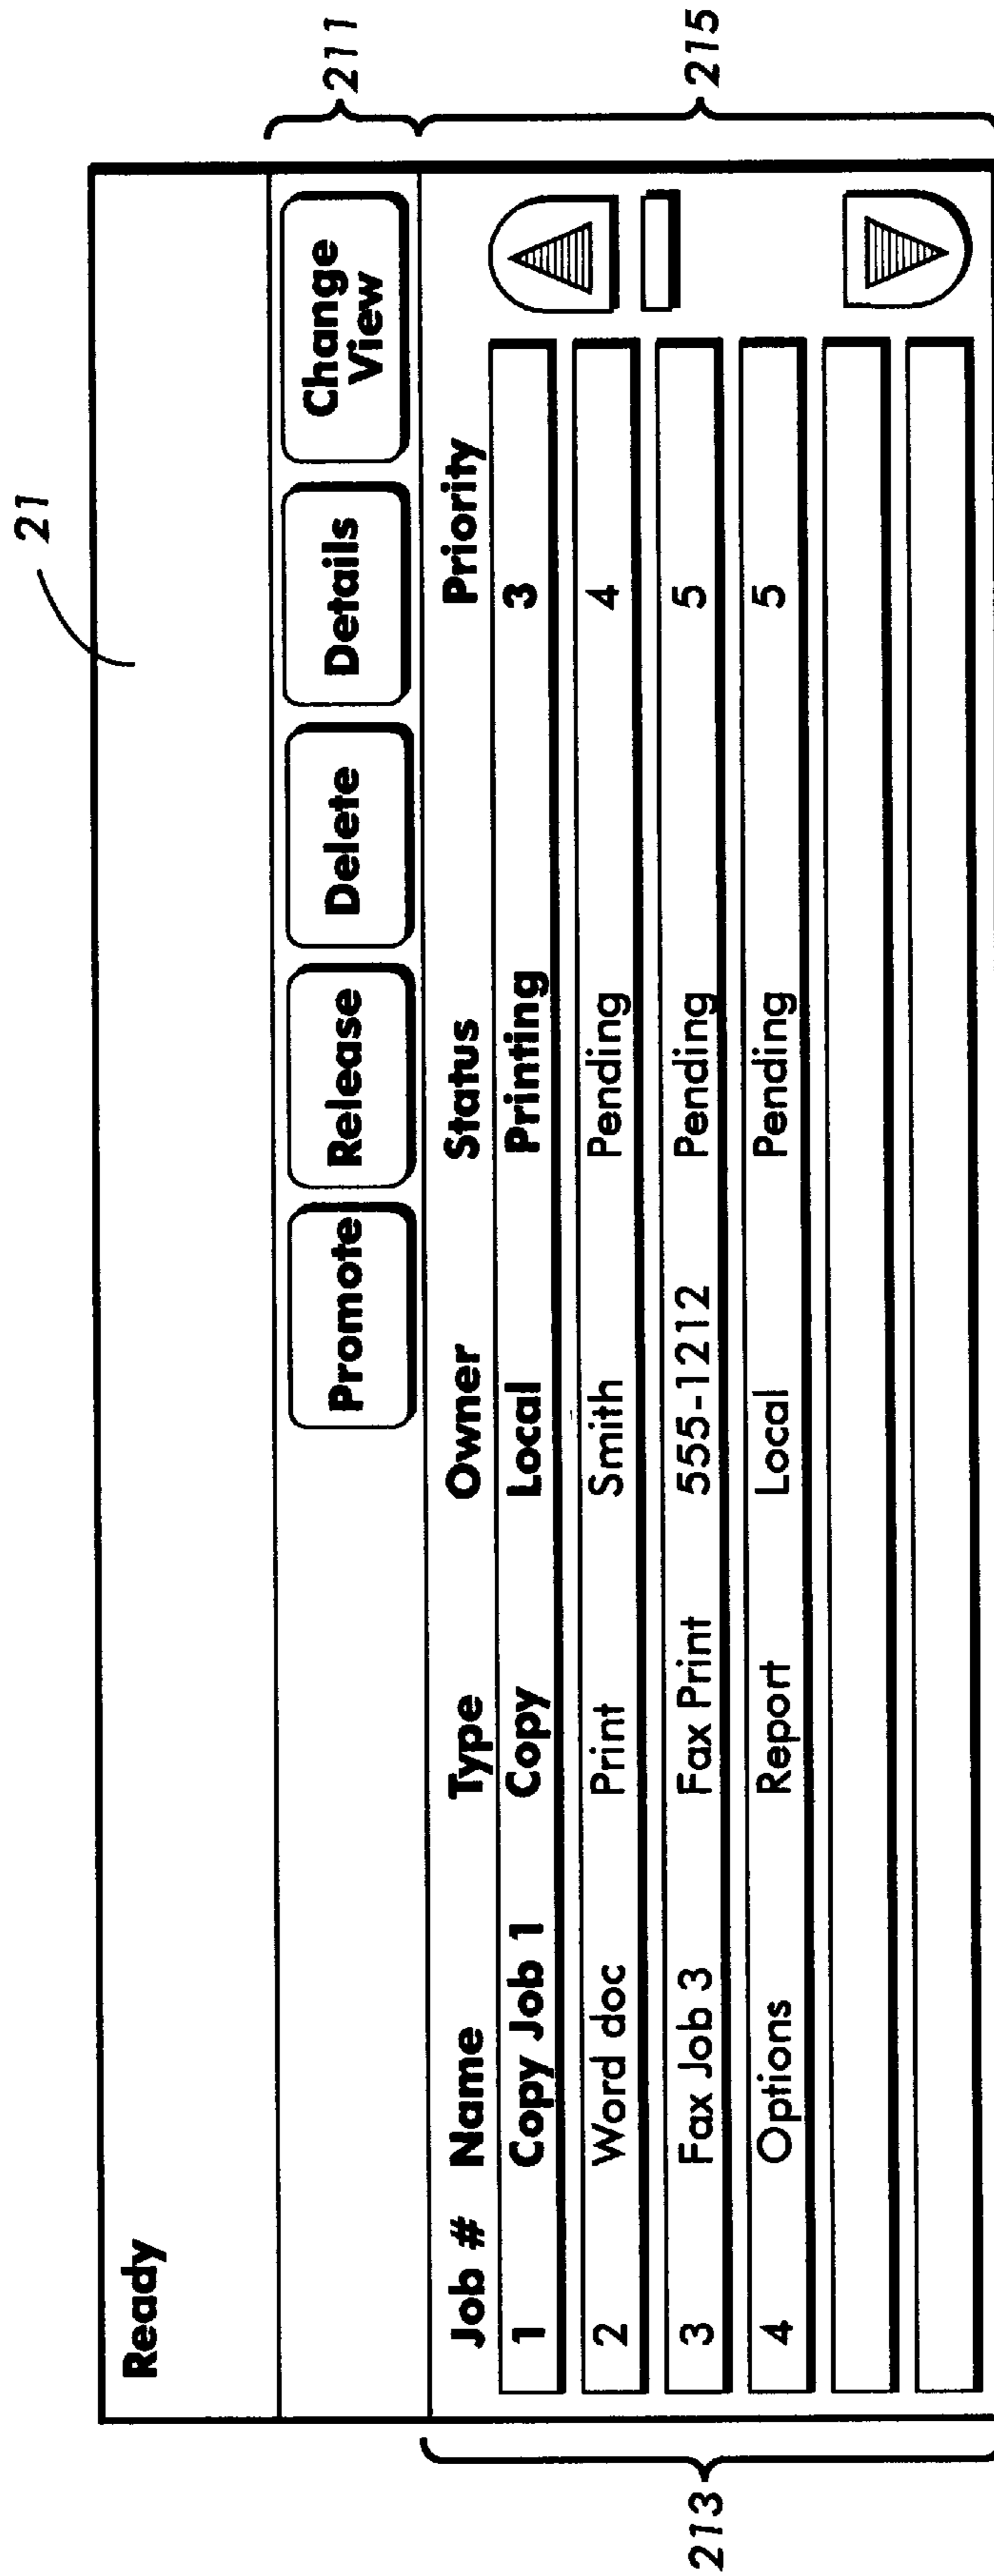 21
Ready
Promote Release Delete Details Change View
211
Job # Name Type Owner Status Priority
1 Copy Job 1 Copy Local Printing 3
2 Word doc Print Smith Pending 4
3 Fax Job 3 Fax Print 555-1212 Pending 5
4 Options Report Local Pending 5
213
215